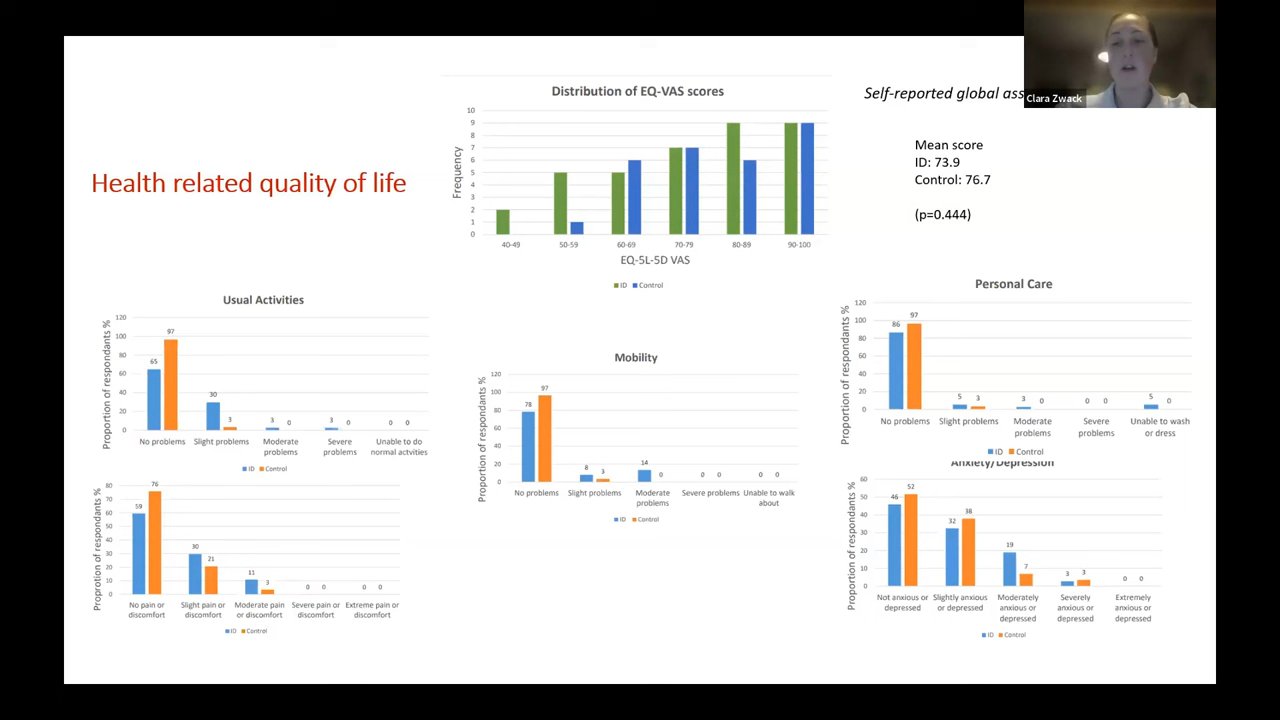 Clara Zwack
Self-reported global ass
Mean score
ID: 73.9
Control: 76.7
(p=0.444)
Health related quality of life
Distribution of EQ-VAS scores
Frequency
10
9
8
7
6
5
4
3
2
1
0
40-49 50-59 60-69 70-79 80-89 90-100
EQ-5L-5D VAS
ID Control
Usual Activities
Proportion of respondants %
120
100
80
60
40
20
0
65 97 30 3 3 0 3 0 0 0
No problems Slight problems Moderate problems Severe problems Unable to do normal actvities
ID Control
Mobility
Proportion of respondants %
120
100
80
60
40
20
0
78 97 8 3 14 0 0 0 0 0
No problems Slight problems Moderate problems Severe problems Unable to walk about
ID Control
Personal Care
Proportion of respondants %
120
100
80
60
40
20
0
86 97 5 3 3 0 0 0 5 0
No problems Slight problems Moderate problems Severe problems Unable to wash or dress
ID Control
Proprotion of respondants %
80
70
60
50
40
30
20
10
0
59 76 30 21 11 3 0 0 0 0
No pain or discomfort Slight pain or discomfort Moderate pain or discomfort Severe pain or discomfort Extreme pain or discomfort
ID Control
Anxiety/Depression
Proportion of respondants %
60
50
40
30
20
10
0
46 52 32 38 19 7 3 3 0 0
Not anxious or depressed Slightly anxious or depressed Moderately anxious or depressed Severely anxious or depressed Extremely anxious or depressed
ID Control